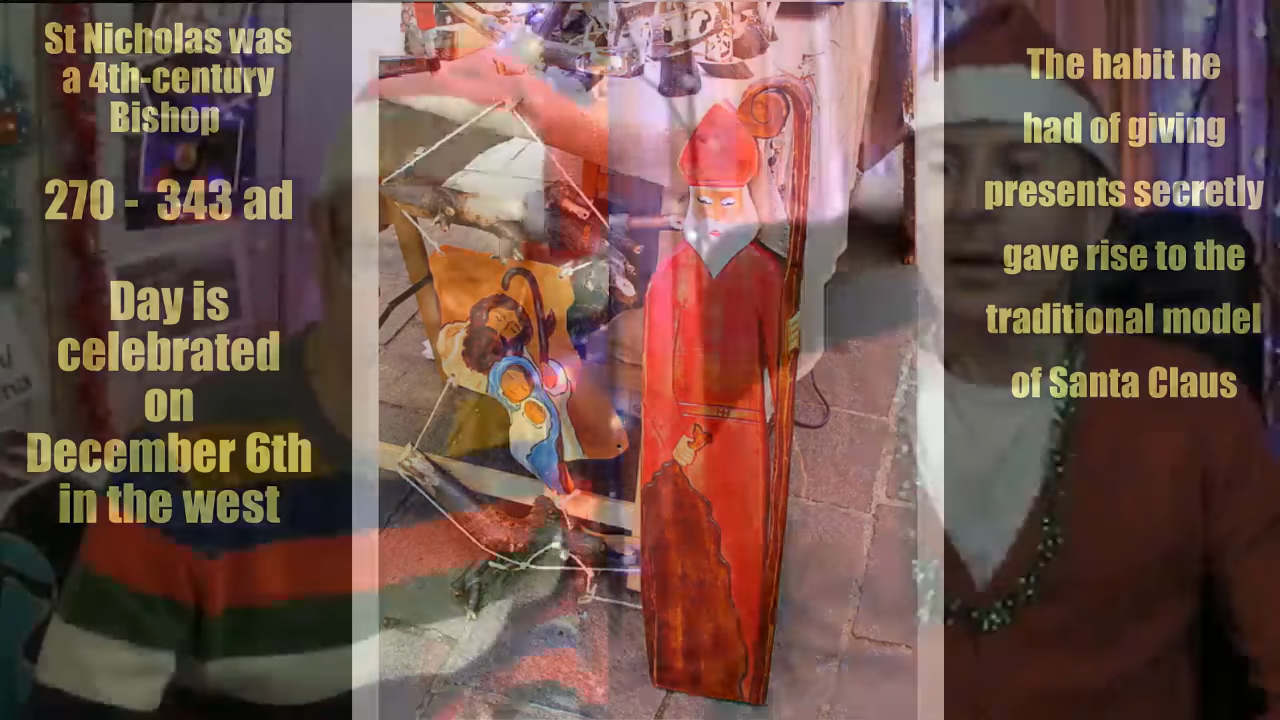 St Nicholas was
a 4th-century
Bishop
270 - 343 ad
Day is
celebrated
on
December 6th
in the west
The habit he
had of giving
presents secretly
gave rise to the
traditional model
of Santa Claus